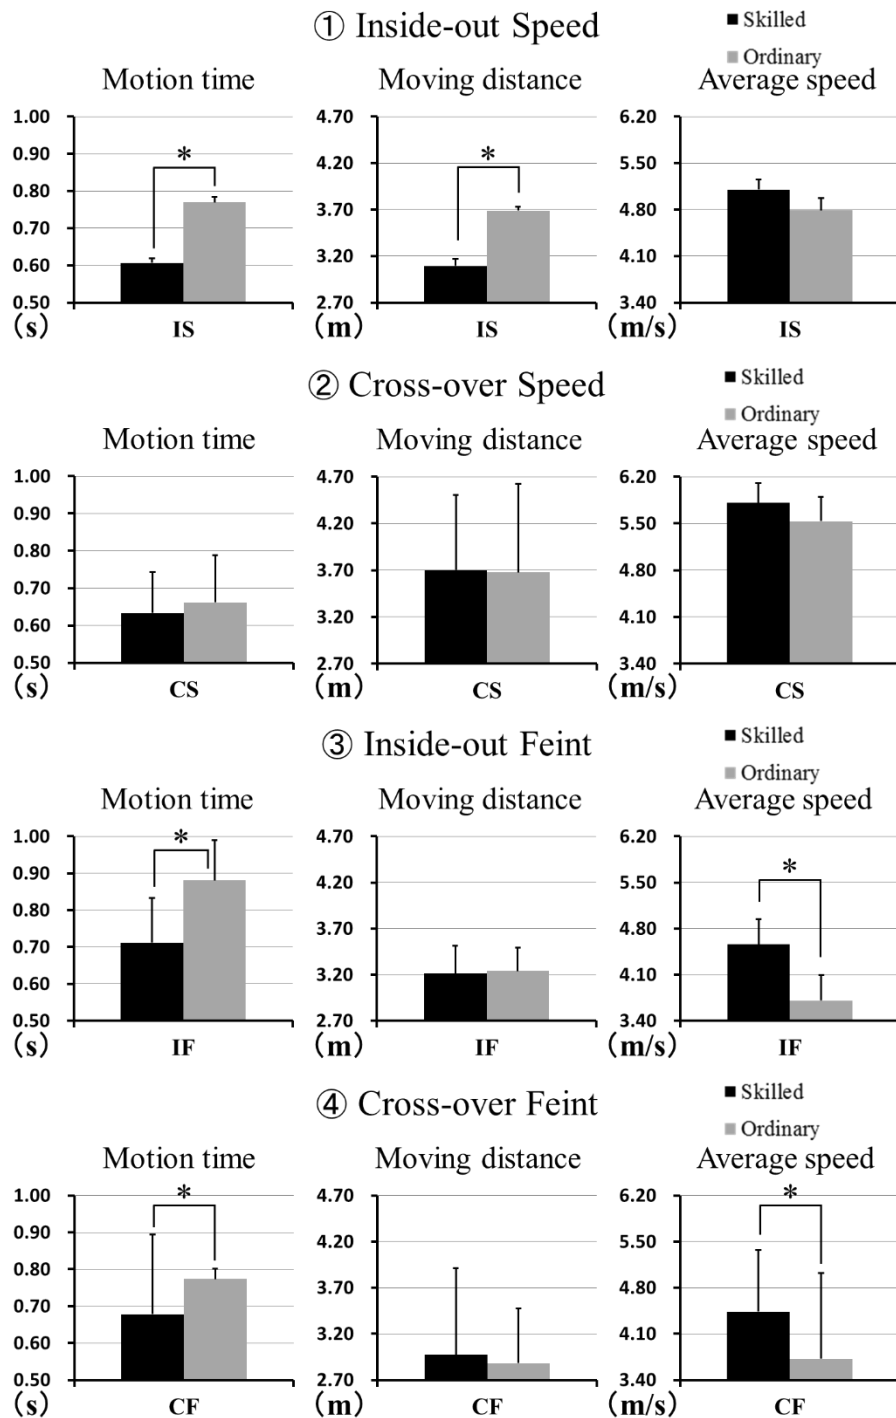 ① Inside-out Speed
■ Skilled
■ Ordinary
Motion time
Moving distance
Average speed
1.00
0.90
0.80
0.70
0.60
0.50
(s)
*
IS
4.70
4.20
3.70
3.20
2.70
(m)
*
IS
6.20
5.50
4.80
4.10
3.40
(m/s)
IS
② Cross-over Speed
■ Skilled
■ Ordinary
Motion time
Moving distance
Average speed
1.00
0.90
0.80
0.70
0.60
0.50
(s)
CS
4.70
4.20
3.70
3.20
2.70
(m)
CS
6.20
5.50
4.80
4.10
3.40
(m/s)
CS
③ Inside-out Feint
■ Skilled
■ Ordinary
Motion time
Moving distance
Average speed
1.00
0.90
0.80
0.70
0.60
0.50
(s)
*
IF
4.70
4.20
3.70
3.20
2.70
(m)
IF
6.20
5.50
4.80
4.10
3.40
(m/s)
*
IF
④ Cross-over Feint
■ Skilled
■ Ordinary
Motion time
Moving distance
Average speed
1.00
0.90
0.80
0.70
0.60
0.50
(s)
*
CF
4.70
4.20
3.70
3.20
2.70
(m)
CF
6.20
5.50
4.80
4.10
3.40
(m/s)
*
CF